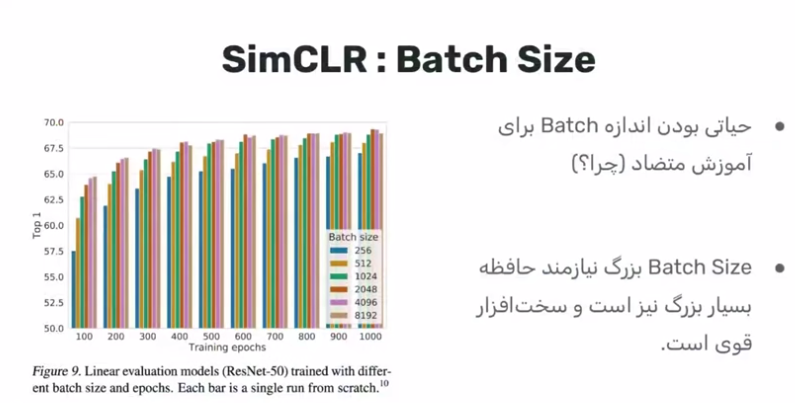 SimCLR : Batch Size
حیاتی بودن اندازه Batch برای
آموزش متضاد (چرا؟)
Batch Size بزرگ نیازمند حافظه
بسیار بزرگ نیز است و سخت‌افزار
قوی است.
Top 1
70.0
67.5
65.0
62.5
60.0
57.5
55.0
52.5
50.0
Batch size
256
512
1024
2048
4096
8192
100 200 300 400 500 600 700 800 900 1000
Training epochs
Figure 9. Linear evaluation models (ResNet-50) trained with differ-
ent batch size and epochs. Each bar is a single run from scratch.10